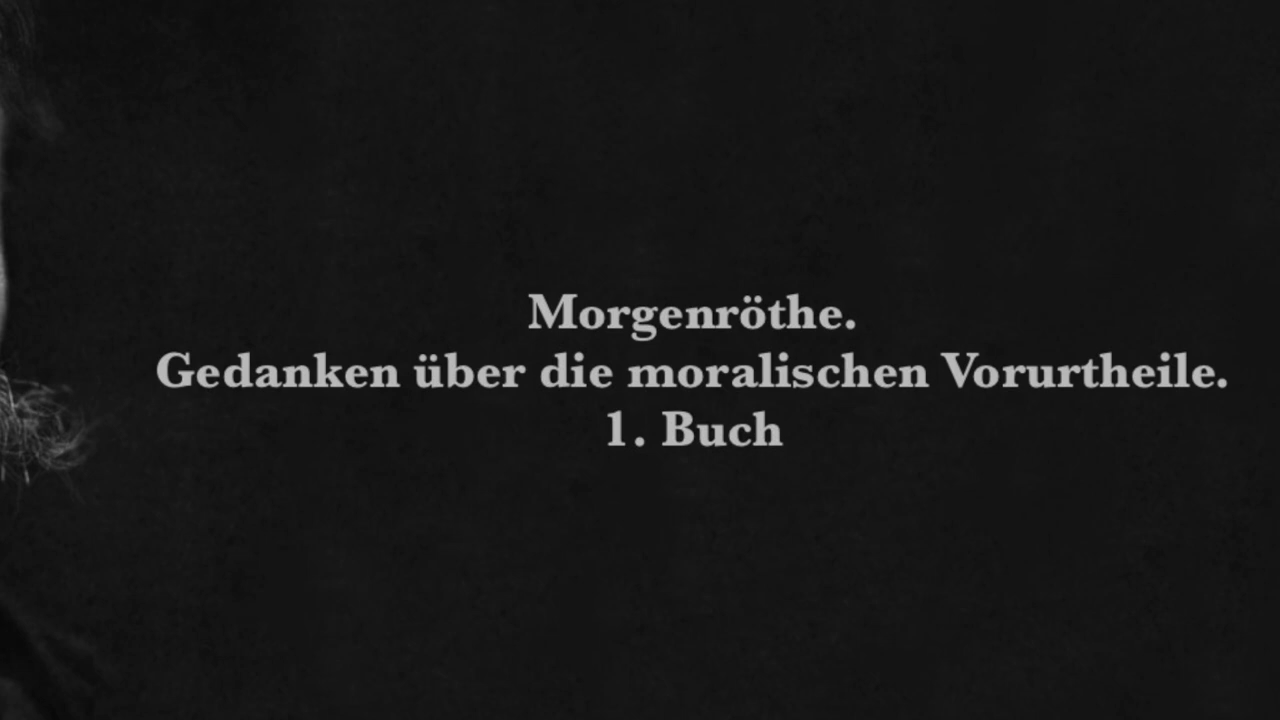 Morgenröthe.
Gedanken über die moralischen Vorurtheile.
1. Buch